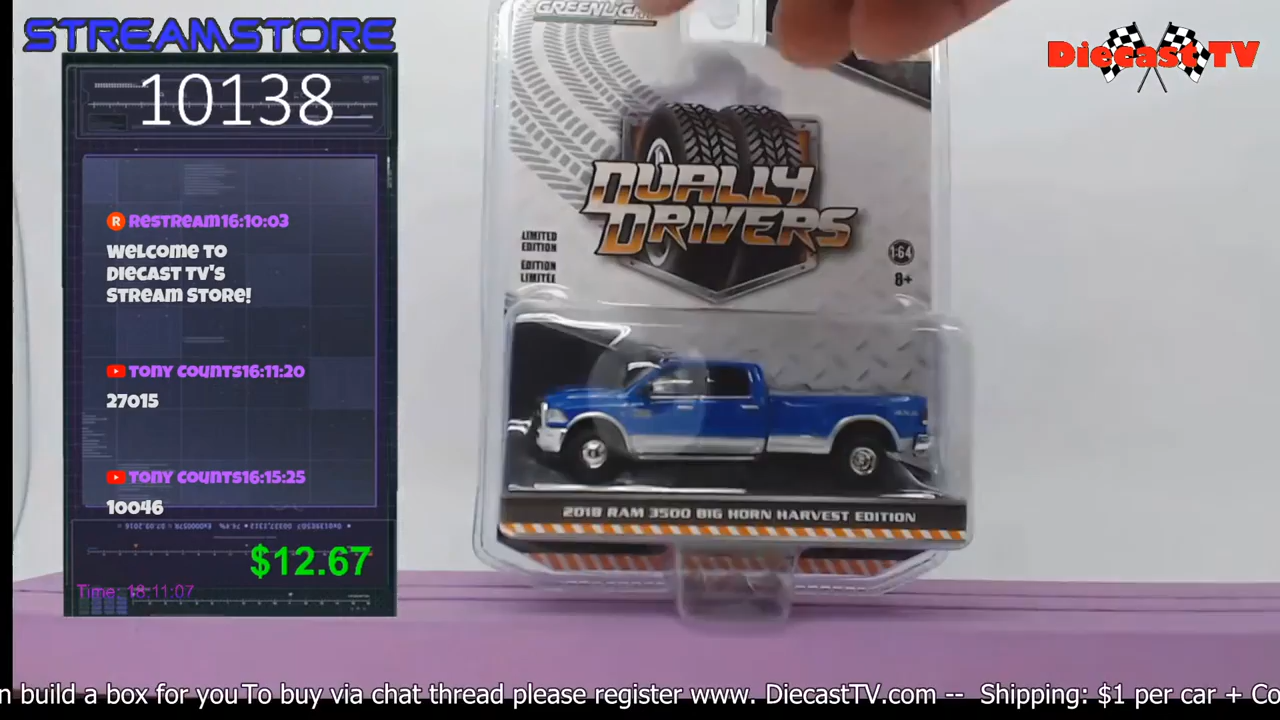 STREAMSTORE
10138
R Restream16:10:03
Welcome to
Diecast TV's
Stream Store!
Tony Counts16:11:20
27015
Tony Counts16:15:25
10046
$12.67
Time: 18:11:07
GREENLIGHT
DUALLY
DRIVERS
LIMITED
EDITION
EDITION
LIMITÉE
1:64
8+
2018 RAM 3500 BIG HORN HARVEST EDITION
Diecast TV
n build a box for you To buy via chat thread please register www. DiecastTV.com -- Shipping: $1 per car + Co